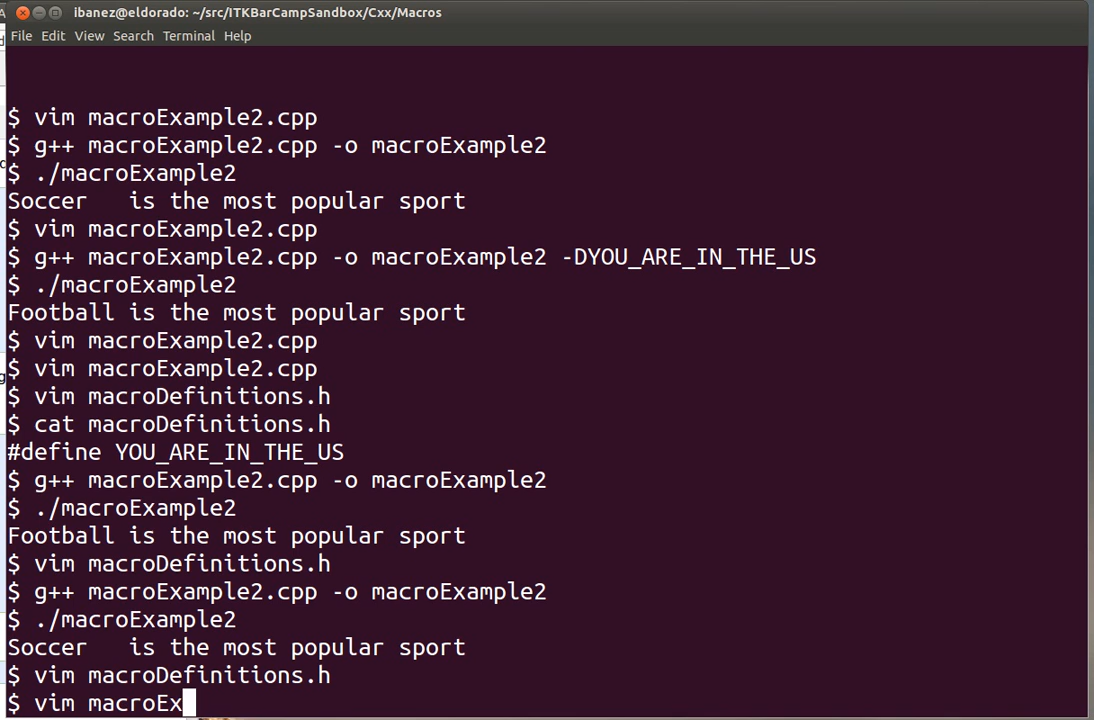 ibanez@eldorado: ~/src/ITKBarCampSandbox/Cxx/Macros
File Edit View Search Terminal Help
$ vim macroExample2.cpp
$ g++ macroExample2.cpp -o macroExample2
$ ./macroExample2
Soccer   is the most popular sport
$ vim macroExample2.cpp
$ g++ macroExample2.cpp -o macroExample2 -DYOU_ARE_IN_THE_US
$ ./macroExample2
Football is the most popular sport
$ vim macroExample2.cpp
$ vim macroExample2.cpp
$ vim macroDefinitions.h
$ cat macroDefinitions.h
#define YOU_ARE_IN_THE_US
$ g++ macroExample2.cpp -o macroExample2
$ ./macroExample2
Football is the most popular sport
$ vim macroDefinitions.h
$ g++ macroExample2.cpp -o macroExample2
$ ./macroExample2
Soccer   is the most popular sport
$ vim macroDefinitions.h
$ vim macroEx